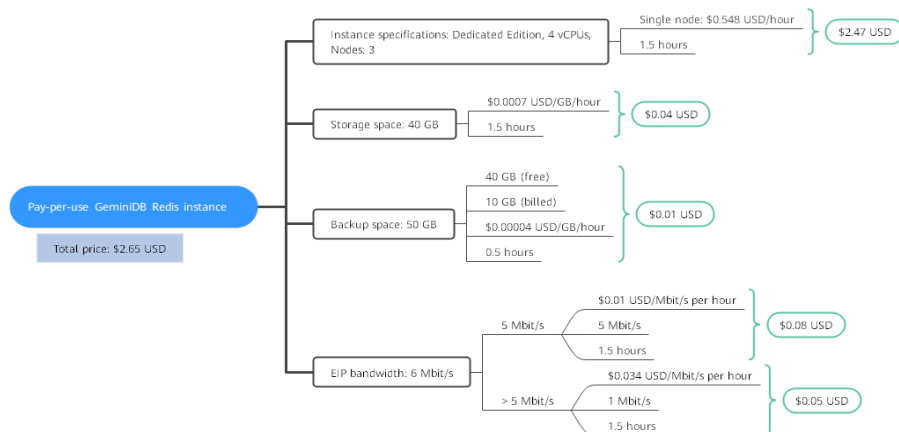 Pay-per-use GeminiDB Redis instance
Total price: $2.65 USD
Instance specifications: Dedicated Edition, 4 vCPUs,
Nodes: 3
Single node: $0.548 USD/hour
1.5 hours
$2.47 USD
Storage space: 40 GB
$0.0007 USD/GB/hour
1.5 hours
$0.04 USD
Backup space: 50 GB
40 GB (free)
10 GB (billed)
$0.00004 USD/GB/hour
0.5 hours
$0.01 USD
EIP bandwidth: 6 Mbit/s
5 Mbit/s
$0.01 USD/Mbit/s per hour
5 Mbit/s
1.5 hours
$0.08 USD
> 5 Mbit/s
$0.034 USD/Mbit/s per hour
1 Mbit/s
1.5 hours
$0.05 USD